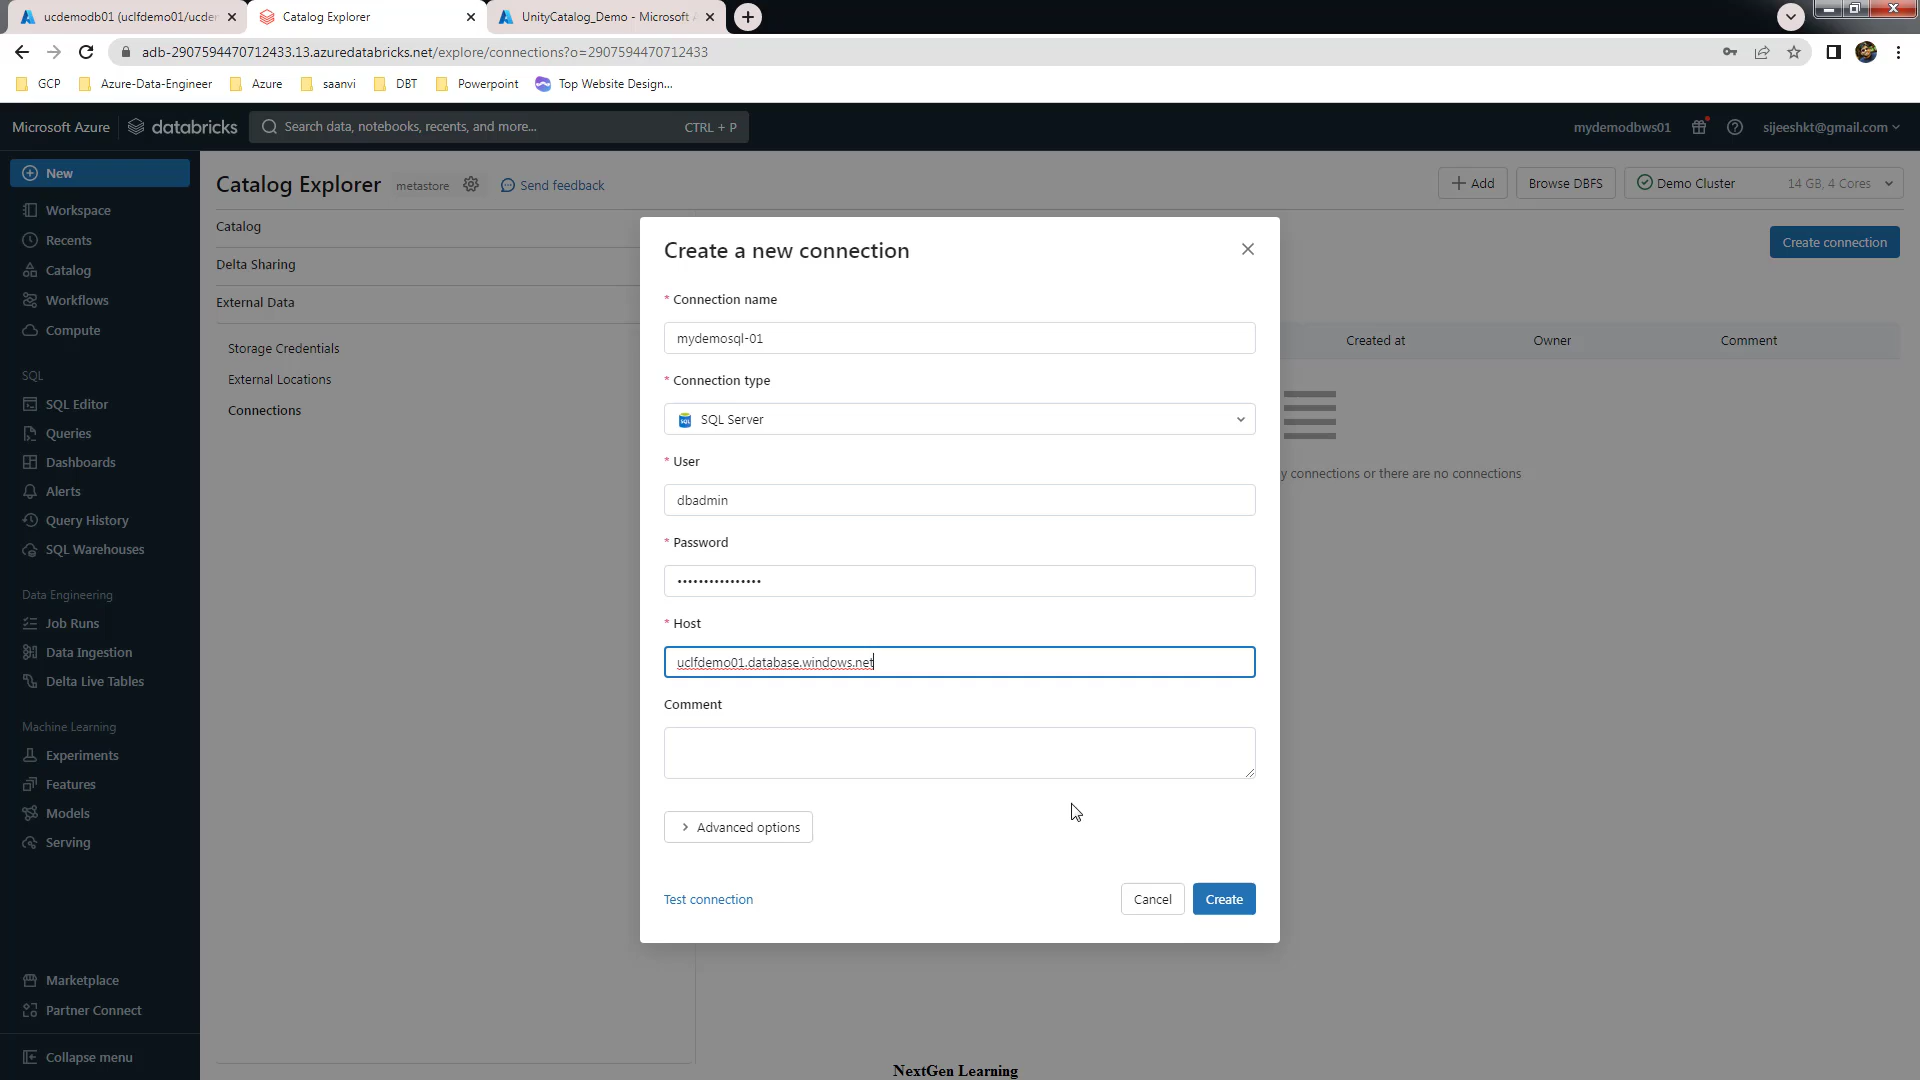 ucdemodb01 (uclfdemo01/ucder
Catalog Explorer
UnityCatalog_Demo - Microsoft A
adb-2907594470712433.13.azuredatabricks.net/explore/connections?o=2907594470712433
GCP
Azure-Data-Engineer
Azure
saanvi
DBT
Powerpoint
Top Website Design...
Microsoft Azure
databricks
Search data, notebooks, recents, and more...
CTRL + P
mydemodbws01
sijeeshkt@gmail.com
New
Workspace
Recents
Catalog
Workflows
Compute
SQL
SQL Editor
Queries
Dashboards
Alerts
Query History
SQL Warehouses
Data Engineering
Job Runs
Data Ingestion
Delta Live Tables
Machine Learning
Experiments
Features
Models
Serving
Marketplace
Partner Connect
Collapse menu
Catalog Explorer
metastore
Send feedback
+ Add
Browse DBFS
Demo Cluster
14 GB, 4 Cores
Catalog
Delta Sharing
External Data
Storage Credentials
External Locations
Connections
Create connection
Created at
Owner
Comment
y connections or there are no connections
Create a new connection
* Connection name
mydemosql-01
* Connection type
SQL Server
* User
dbadmin
* Password
••••••••••••••••
* Host
uclfdemo01.database.windows.net
Comment
Advanced options
Test connection
Cancel
Create
NextGen Learning